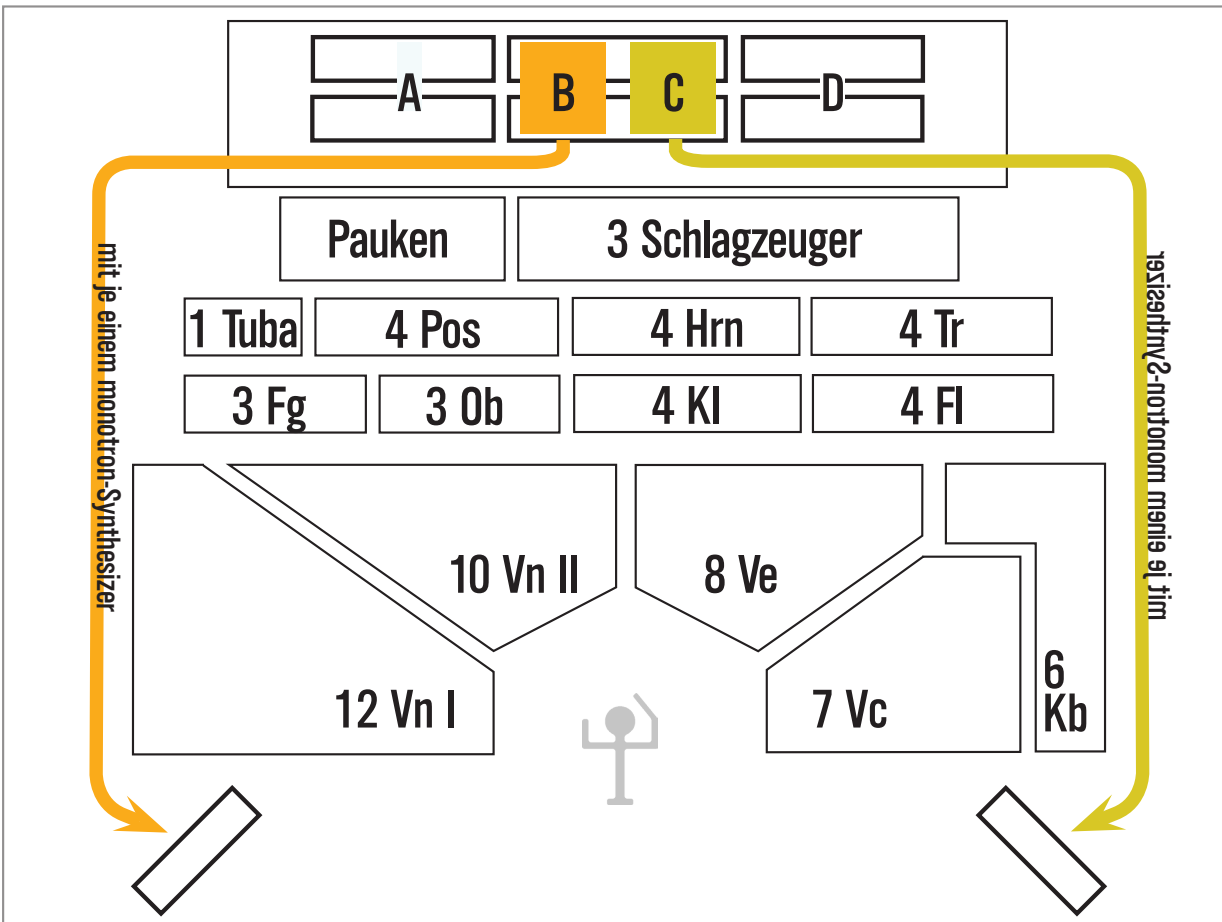 A B C D
Pauken 3 Schlagzeuger
1 Tuba 4 Pos 4 Hrn 4 Tr
3 Fg 3 Ob 4 Kl 4 Fl
10 Vn II 8 Ve
12 Vn I 7 Vc 6
Kb
mit je einem monotron-Synthesizer
mit je einem monotron-Synthesizer